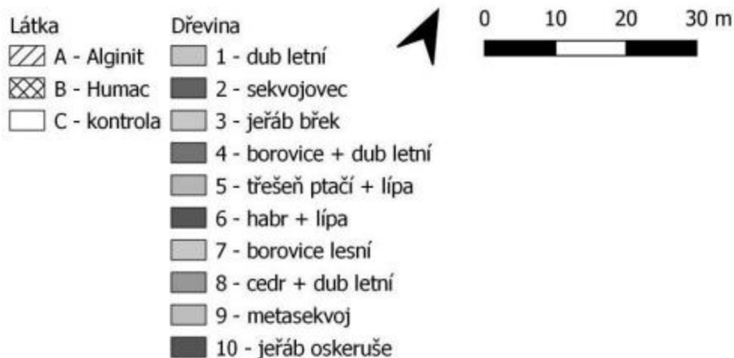 Látka
A - Alginit
B - Humac
C - kontrola
Dřevina
1 - dub letní
2 - sekvojovec
3 - jeřáb břek
4 - borovice + dub letní
5 - třešeň ptačí + lípa
6 - habr + lípa
7 - borovice lesní
8 - cedr + dub letní
9 - metasekvoj
10 - jeřáb oskeruše
0 10 20 30 m